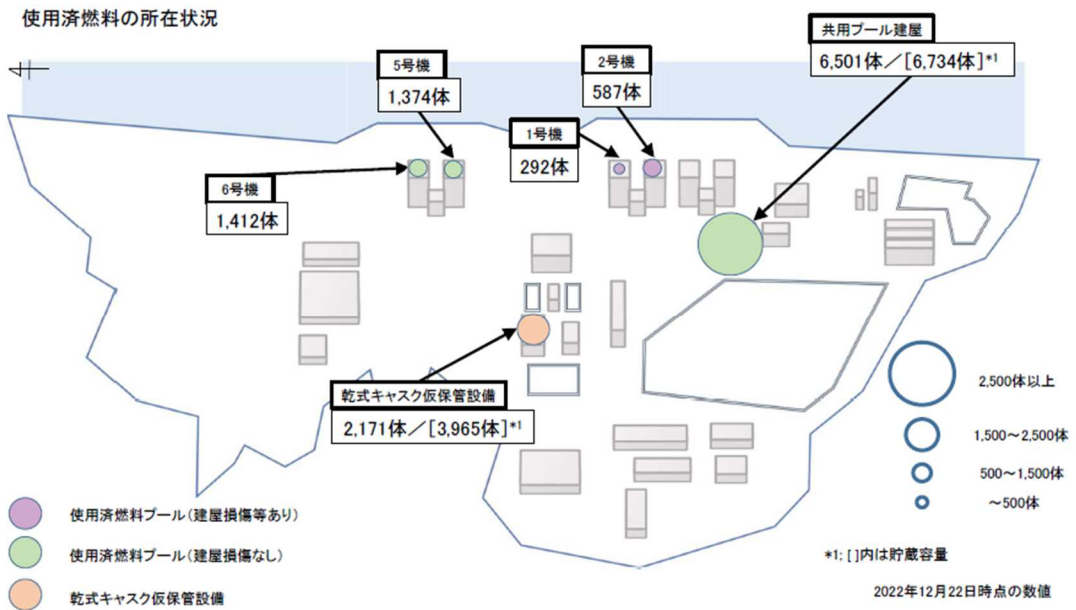 使用済燃料の所在状況
共用プール建屋
6,501体／[6,734体]*1
5号機
1,374体
2号機
587体
1号機
292体
6号機
1,412体
乾式キャスク仮保管設備
2,171体／[3,965体]*1
2,500体以上
1,500～2,500体
500～1,500体
～500体
使用済燃料プール（建屋損傷等あり）
使用済燃料プール（建屋損傷なし）
乾式キャスク仮保管設備
*1; [ ]内は貯蔵容量
2022年12月22日時点の数値